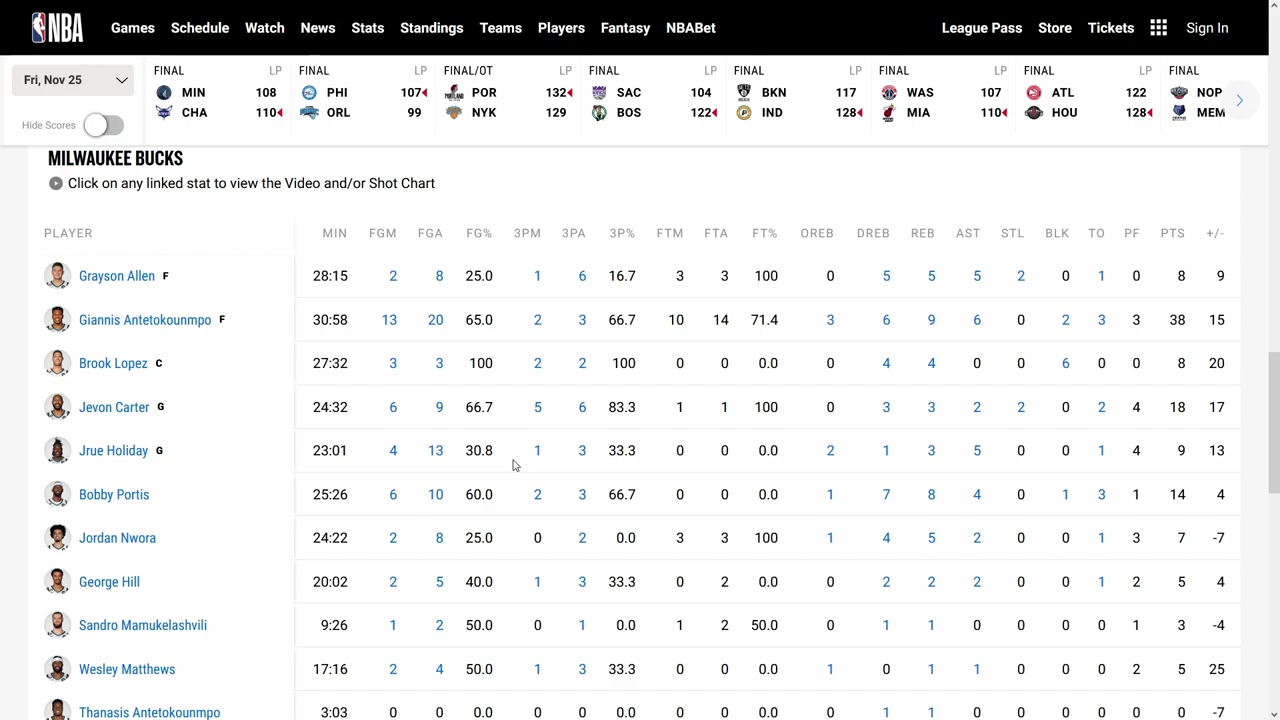 NBA Games Schedule Watch News Stats Standings Teams Players Fantasy NBABet League Pass Store Tickets Sign In
Fri, Nov 25
Hide Scores
FINAL LP
MIN 108
CHA 110
FINAL LP
PHI 107
ORL 99
FINAL/OT LP
POR 132
NYK 129
FINAL LP
SAC 104
BOS 122
FINAL LP
BKN 117
IND 128
FINAL LP
WAS 107
MIA 110
FINAL LP
ATL 122
HOU 128
FINAL
NOP
MEM
MILWAUKEE BUCKS
Click on any linked stat to view the Video and/or Shot Chart
PLAYER MIN FGM FGA FG% 3PM 3PA 3P% FTM FTA FT% OREB DREB REB AST STL BLK TO PF PTS +/-
Grayson Allen F 28:15 2 8 25.0 1 6 16.7 3 3 100 0 5 5 5 2 0 1 0 8 9
Giannis Antetokounmpo F 30:58 13 20 65.0 2 3 66.7 10 14 71.4 3 6 9 6 0 2 3 3 38 15
Brook Lopez C 27:32 3 3 100 2 2 100 0 0 0.0 0 4 4 0 0 6 0 0 8 20
Jevon Carter G 24:32 6 9 66.7 5 6 83.3 1 1 100 0 3 3 2 2 0 2 4 18 17
Jrue Holiday G 23:01 4 13 30.8 1 3 33.3 0 0 0.0 2 1 3 5 0 0 1 4 9 13
Bobby Portis 25:26 6 10 60.0 2 3 66.7 0 0 0.0 1 7 8 4 0 1 3 1 14 4
Jordan Nwora 24:22 2 8 25.0 0 2 0.0 3 3 100 1 4 5 2 0 0 1 3 7 -7
George Hill 20:02 2 5 40.0 1 3 33.3 0 2 0.0 0 2 2 2 0 0 1 2 5 4
Sandro Mamukelashvili 9:26 1 2 50.0 0 1 0.0 1 2 50.0 0 1 1 0 0 0 0 1 3 -4
Wesley Matthews 17:16 2 4 50.0 1 3 33.3 0 0 0.0 1 0 1 1 0 0 0 2 5 25
Thanasis Antetokounmpo 3:03 0 0 0.0 0 0 0.0 0 0 0.0 0 1 1 0 0 0 0 0 0 -7